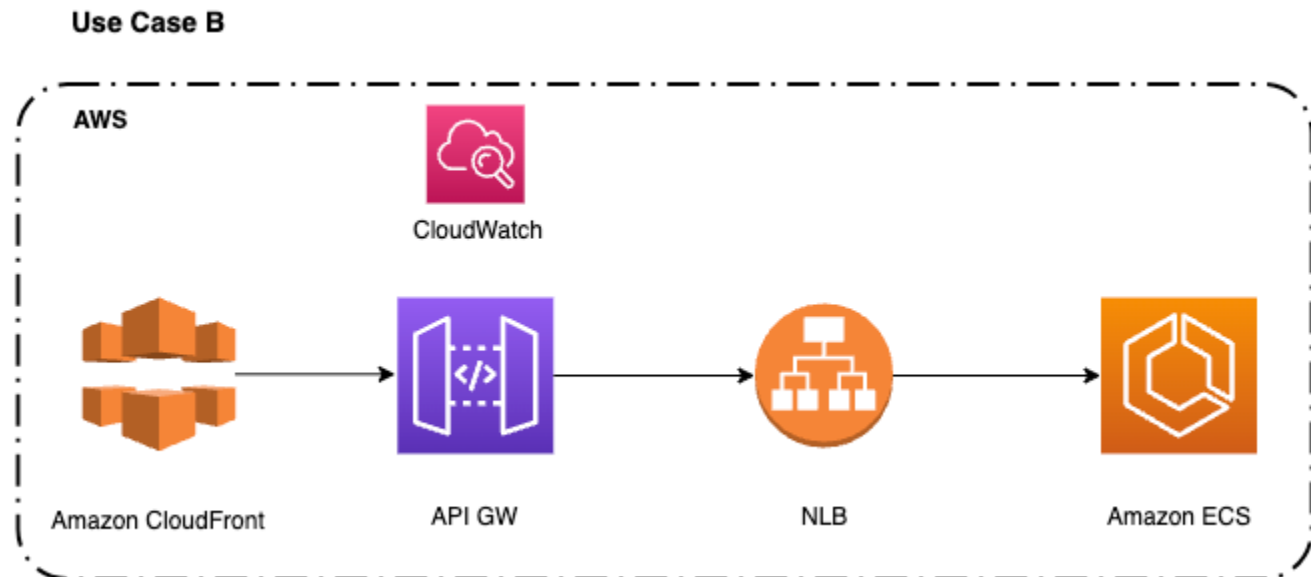 Use Case B
AWS
CloudWatch
</>
Amazon CloudFront
API GW
NLB
Amazon ECS